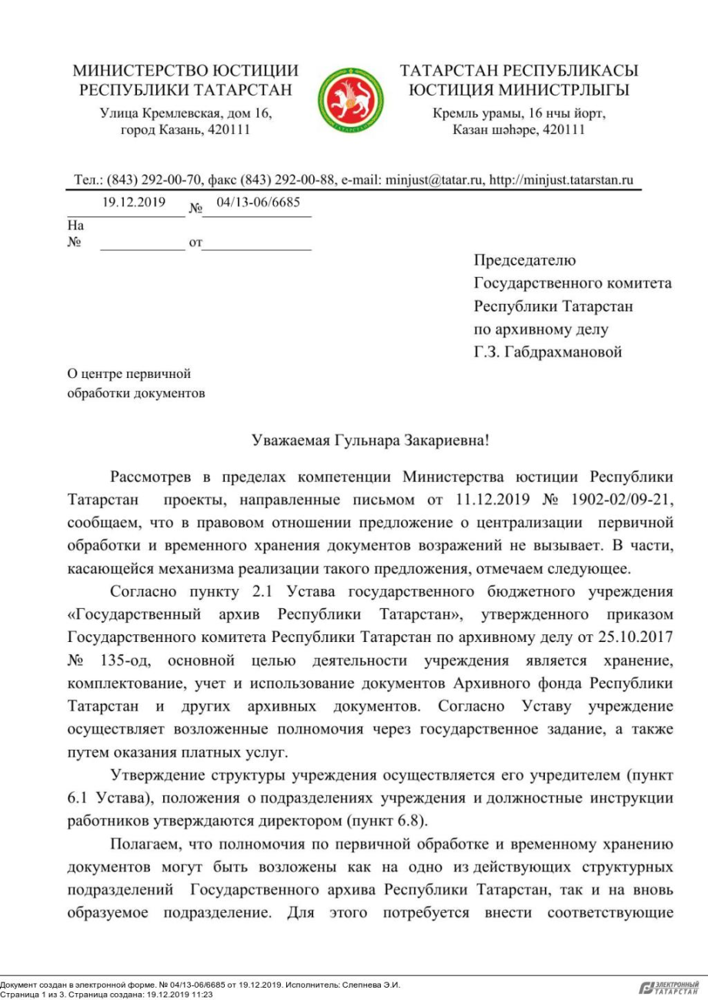 МИНИСТЕРСТВО ЮСТИЦИИ
РЕСПУБЛИКИ ТАТАРСТАН
Улица Кремлевская, дом 16,
город Казань, 420111
ТАТАРСТАН
ТАТАРСТАН РЕСПУБЛИКАСЫ
ЮСТИЦИЯ МИНИСТРЛЫГЫ
Кремль урамы, 16 нчы йорт,
Казан шәһәре, 420111
Тел.: (843) 292-00-70, факс (843) 292-00-88, e-mail: minjust@tatar.ru, http://minjust.tatarstan.ru
19.12.2019 № 04/13-06/6685
На
№ от
Председателю
Государственного комитета
Республики Татарстан
по архивному делу
Г.З. Габдрахмановой
О центре первичной
обработки документов
Уважаемая Гульнара Закариевна!
Рассмотрев в пределах компетенции Министерства юстиции Республики
Татарстан проекты, направленные письмом от 11.12.2019 № 1902-02/09-21,
сообщаем, что в правовом отношении предложение о централизации первичной
обработки и временного хранения документов возражений не вызывает. В части,
касающейся механизма реализации такого предложения, отмечаем следующее.
Согласно пункту 2.1 Устава государственного бюджетного учреждения
«Государственный архив Республики Татарстан», утвержденного приказом
Государственного комитета Республики Татарстан по архивному делу от 25.10.2017
№ 135-од, основной целью деятельности учреждения является хранение,
комплектование, учет и использование документов Архивного фонда Республики
Татарстан и других архивных документов. Согласно Уставу учреждение
осуществляет возложенные полномочия через государственное задание, а также
путем оказания платных услуг.
Утверждение структуры учреждения осуществляется его учредителем (пункт
6.1 Устава), положения о подразделениях учреждения и должностные инструкции
работников утверждаются директором (пункт 6.8).
Полагаем, что полномочия по первичной обработке и временному хранению
документов могут быть возложены как на одно из действующих структурных
подразделений Государственного архива Республики Татарстан, так и на вновь
образуемое подразделение. Для этого потребуется внести соответствующие
Документ создан в электронной форме. № 04/13-06/6685 от 19.12.2019. Исполнитель: Слепнева Э.И.
Страница 1 из 3. Страница создана: 19.12.2019 11:23
ЭЛЕКТРОННЫЙ
ТАТАРСТАН